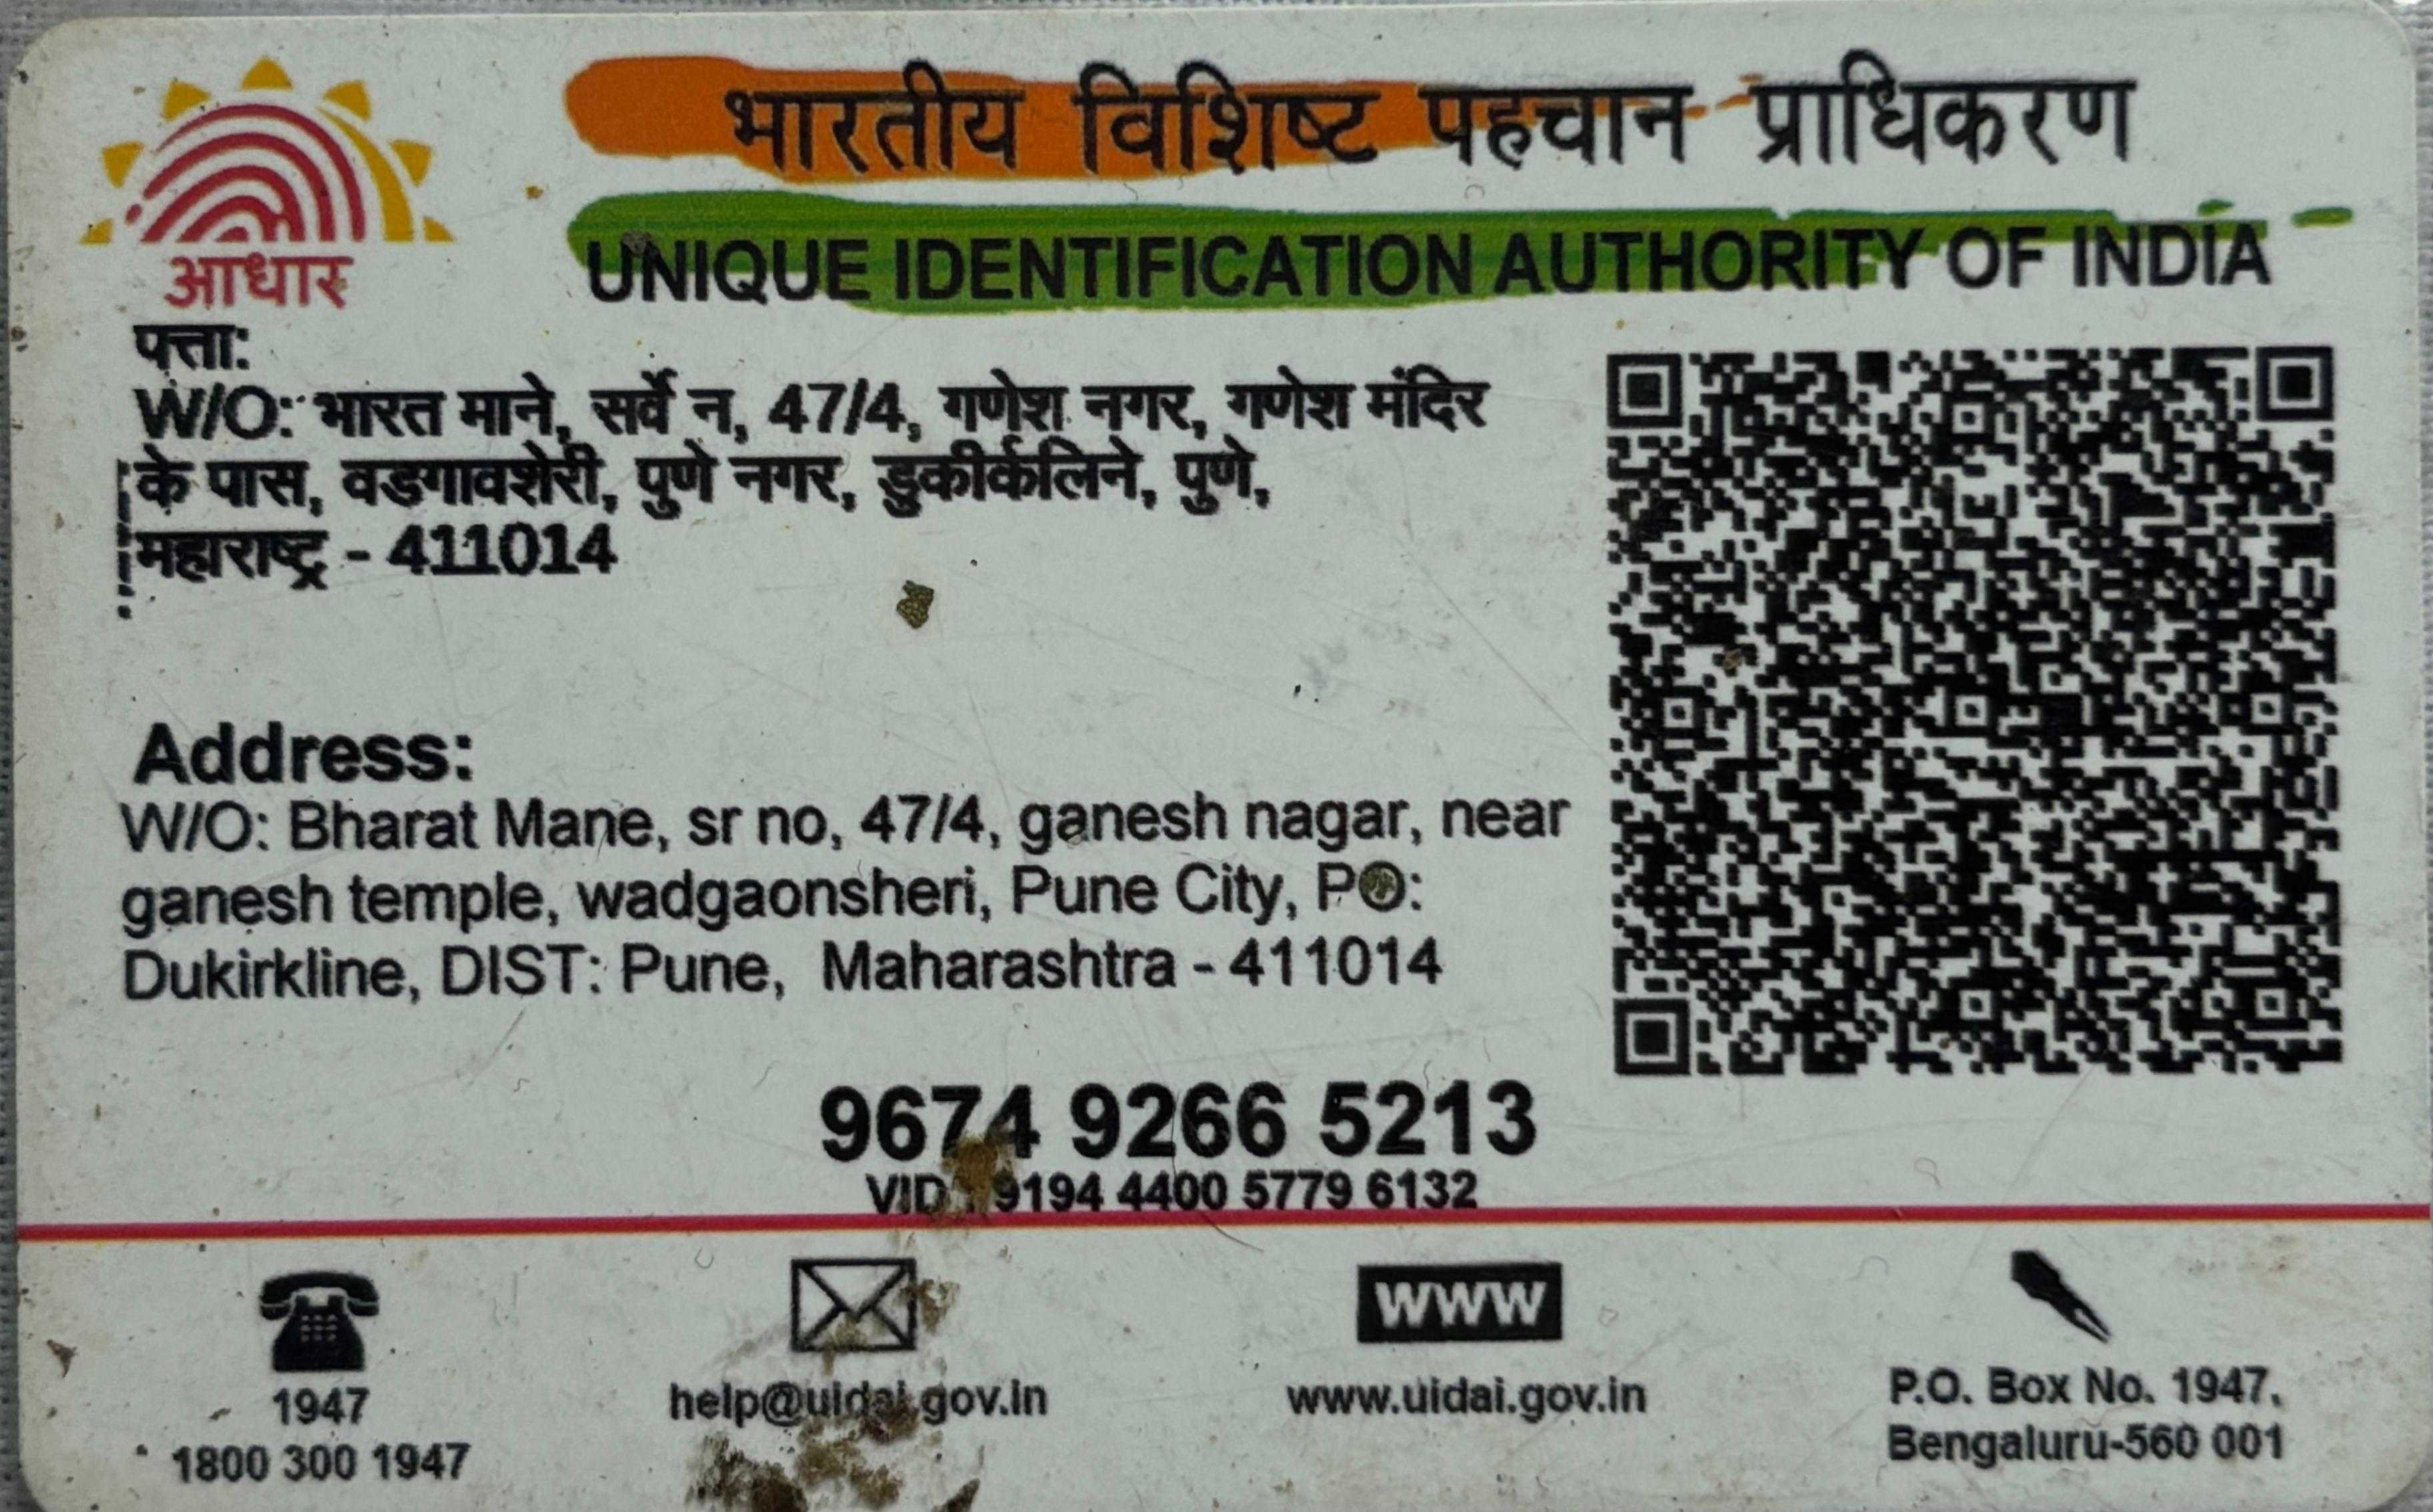 भारतीय विशिष्ट पहचान प्राधिकरण
UNIQUE IDENTIFICATION AUTHORITY OF INDIA
आधार
पत्ता:
W/O: भारत माने, सर्वे न, 47/4, गणेश नगर, गणेश मंदिर
के पास, वडगावशेरी, पुणे नगर, डुकीर्कलिने, पुणे,
महाराष्ट्र - 411014
Address:
W/O: Bharat Mane, sr no, 47/4, ganesh nagar, near
ganesh temple, wadgaonsheri, Pune City, PO:
Dukirkline, DIST: Pune, Maharashtra - 411014
9674 9266 5213
VID : 9194 4400 5779 6132
WWW
1947
1800 300 1947
help@uidai.gov.in
www.uidai.gov.in
P.O. Box No. 1947,
Bengaluru-560 001